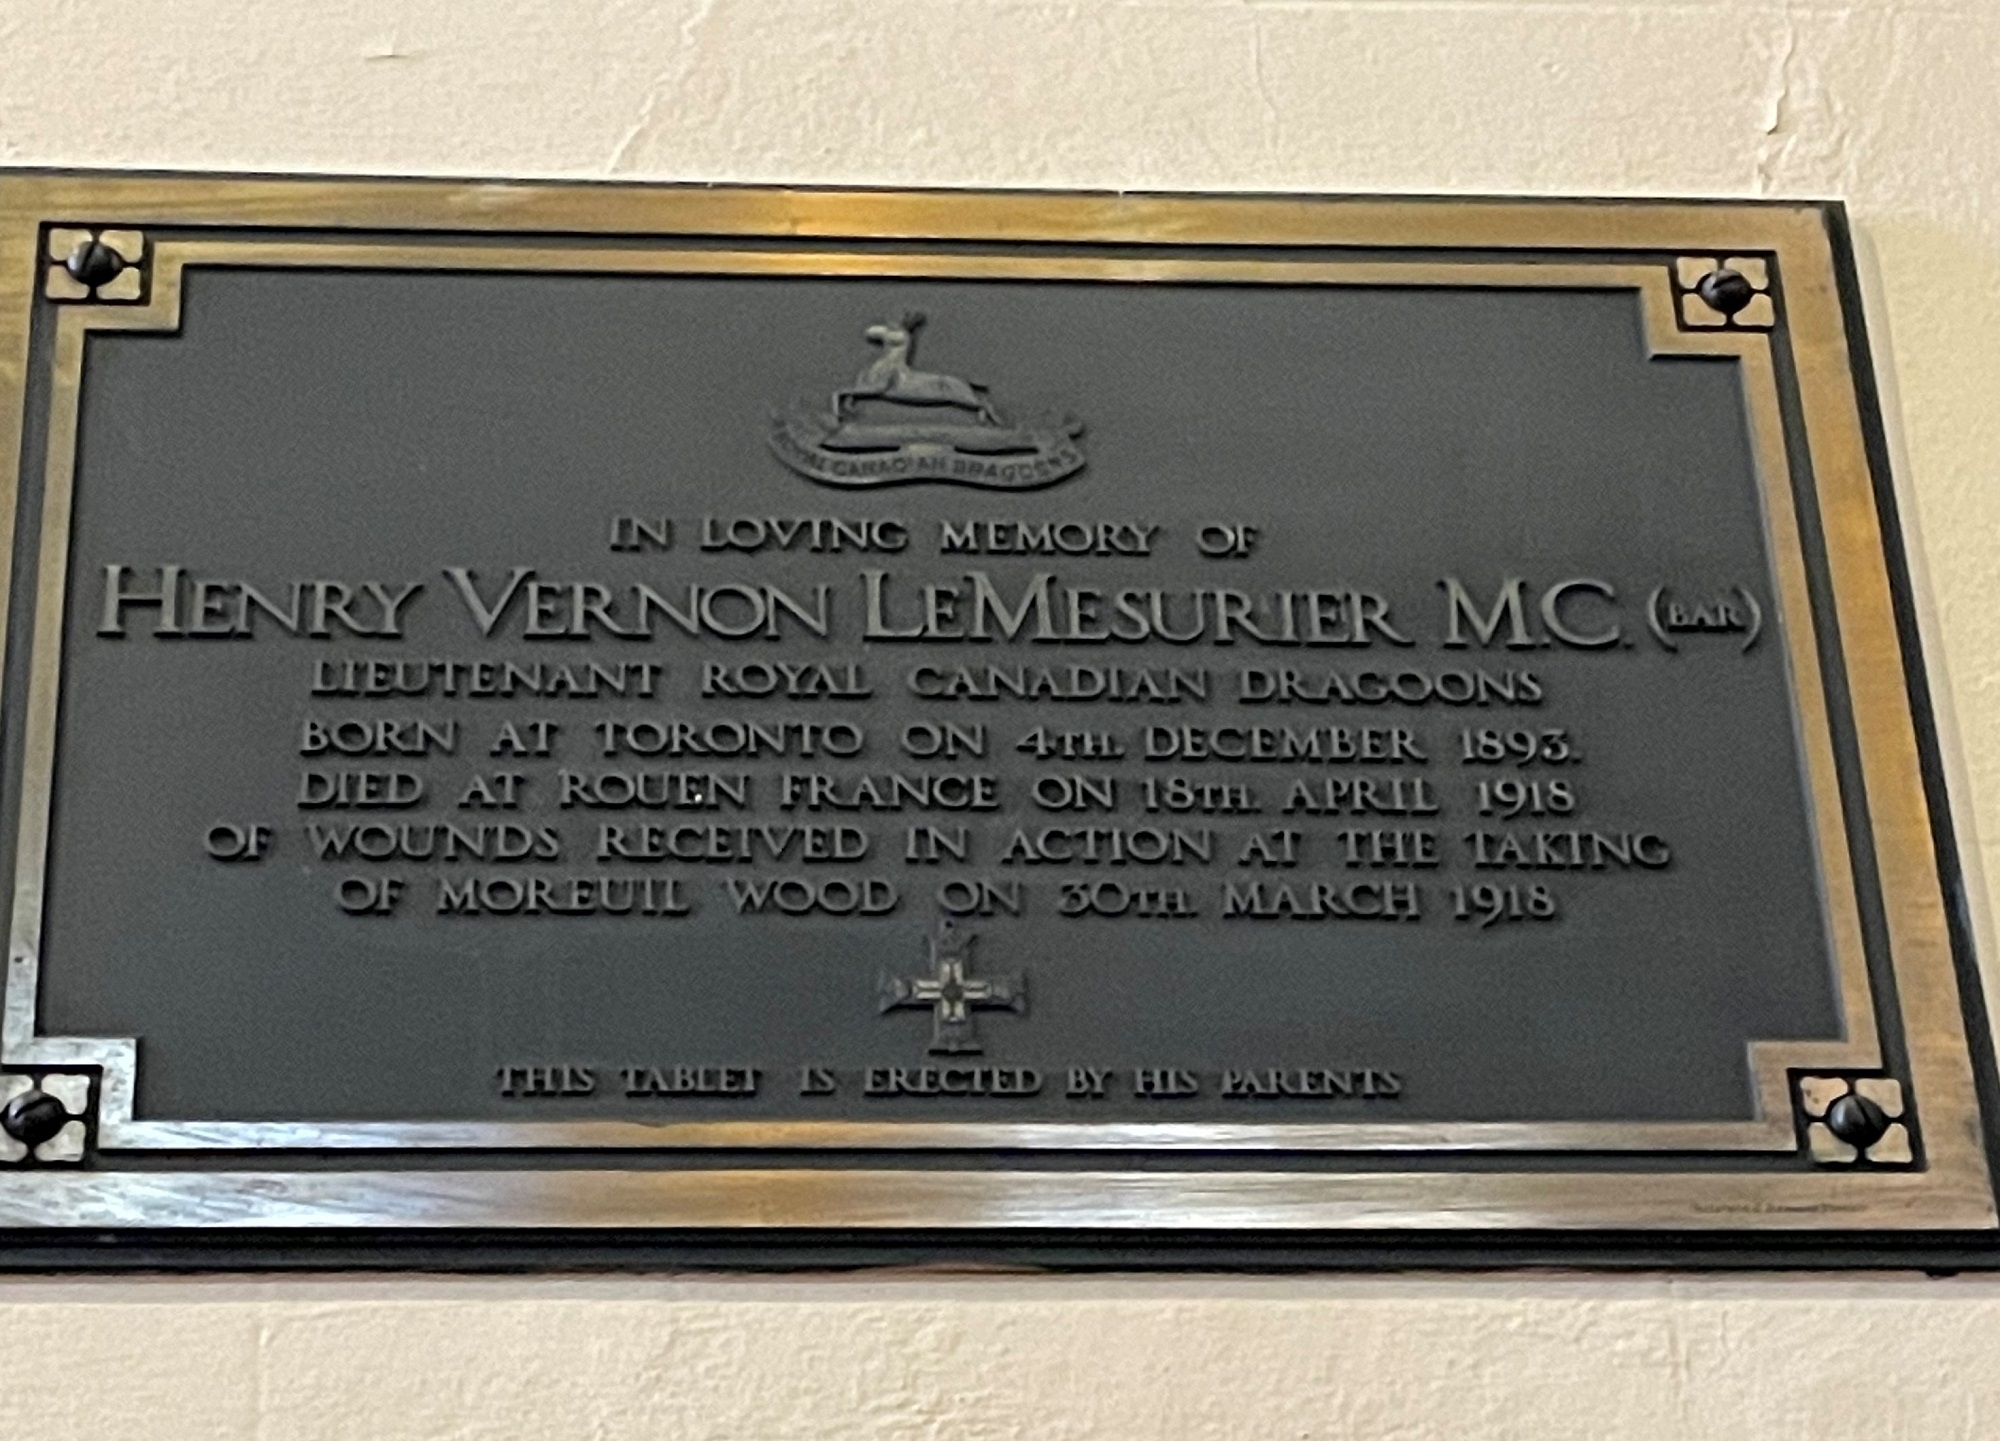 ROYAL CANADIAN DRAGOONS
IN LOVING MEMORY OF
HENRY VERNON LEMESURIER M.C. (BAR)
LIEUTENANT ROYAL CANADIAN DRAGOONS
BORN AT TORONTO ON 4TH. DECEMBER 1893.
DIED AT ROUEN FRANCE ON 18TH. APRIL 1918
OF WOUNDS RECEIVED IN ACTION AT THE TAKING
OF MOREUIL WOOD ON 30TH. MARCH 1918
THIS TABLET IS ERECTED BY HIS PARENTS